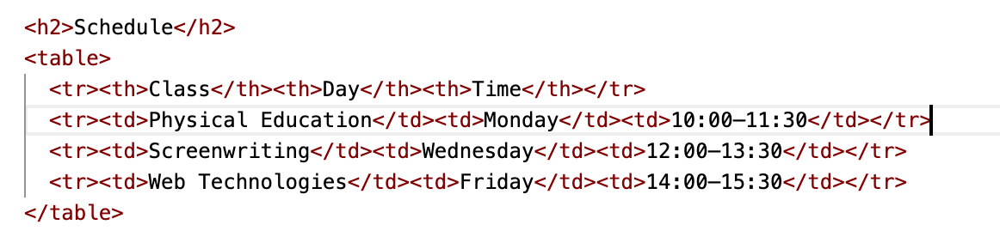 <h2>Schedule</h2>
<table>
<tr><th>Class</th><th>Day</th><th>Time</th></tr>
<tr><td>Physical Education</td><td>Monday</td><td>10:00–11:30</td></tr>
<tr><td>Screenwriting</td><td>Wednesday</td><td>12:00–13:30</td></tr>
<tr><td>Web Technologies</td><td>Friday</td><td>14:00–15:30</td></tr>
</table>